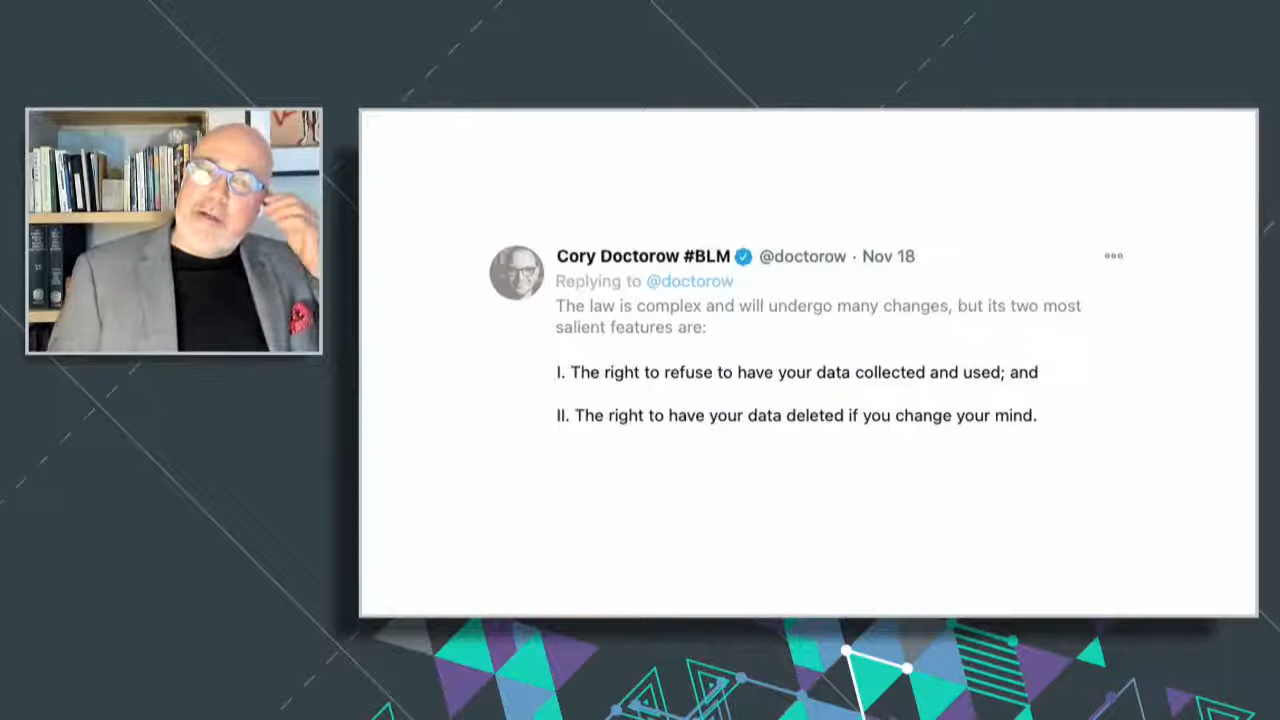 Cory Doctorow #BLM @doctorow · Nov 18
Replying to @doctorow
The law is complex and will undergo many changes, but its two most
salient features are:
I. The right to refuse to have your data collected and used; and
II. The right to have your data deleted if you change your mind.